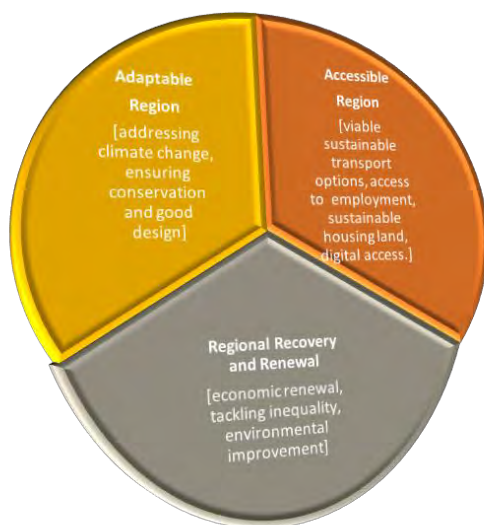 Adaptable
Region
[addressing
climate change,
ensuring
conservation
and good
design]
Accessible
Region
[viable
sustainable
transport
options, access
to employment,
sustainable
housing land,
digital access.]
Regional Recovery
and Renewal
[economic renewal,
tackling inequality,
environmental
improvement]